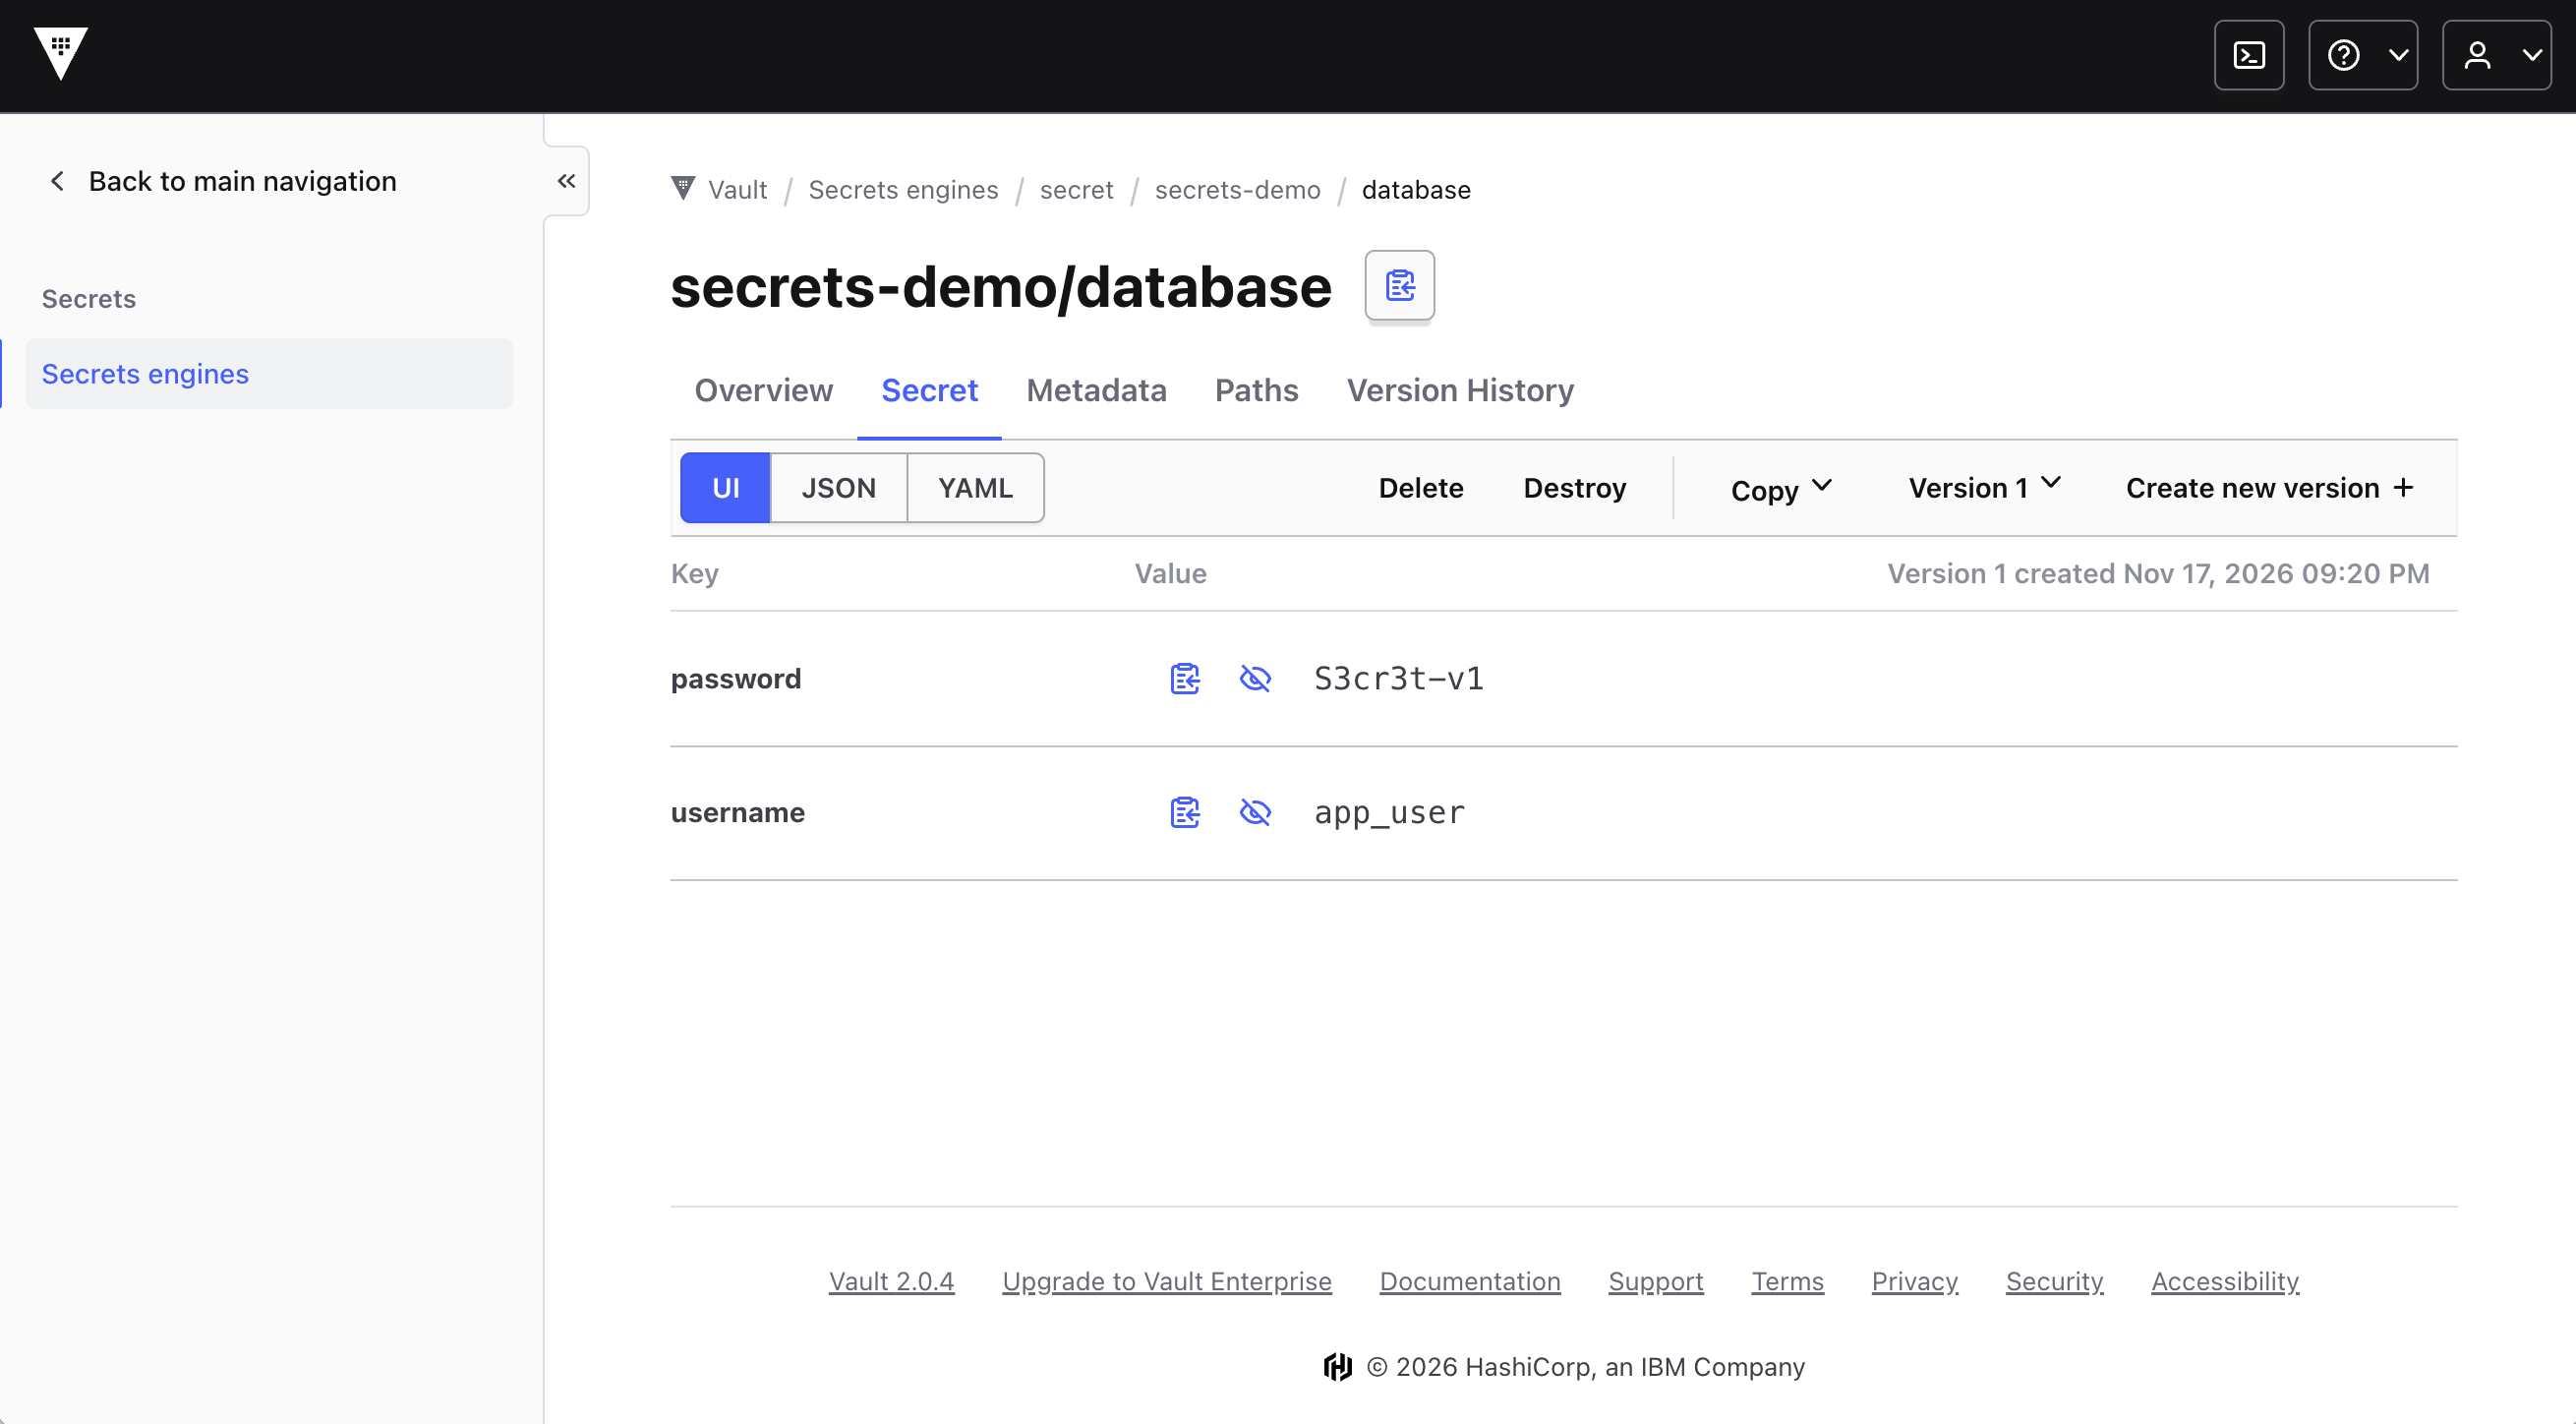 Back to main navigation
Secrets
Secrets engines
Vault / Secrets engines / secret / secrets-demo / database
secrets-demo/database
Overview Secret Metadata Paths Version History
UI JSON YAML Delete Destroy Copy Version 1 Create new version +
Key Value Version 1 created Nov 17, 2026 09:20 PM
password S3cr3t-v1
username app_user
Vault 2.0.4 Upgrade to Vault Enterprise Documentation Support Terms Privacy Security Accessibility
© 2026 HashiCorp, an IBM Company